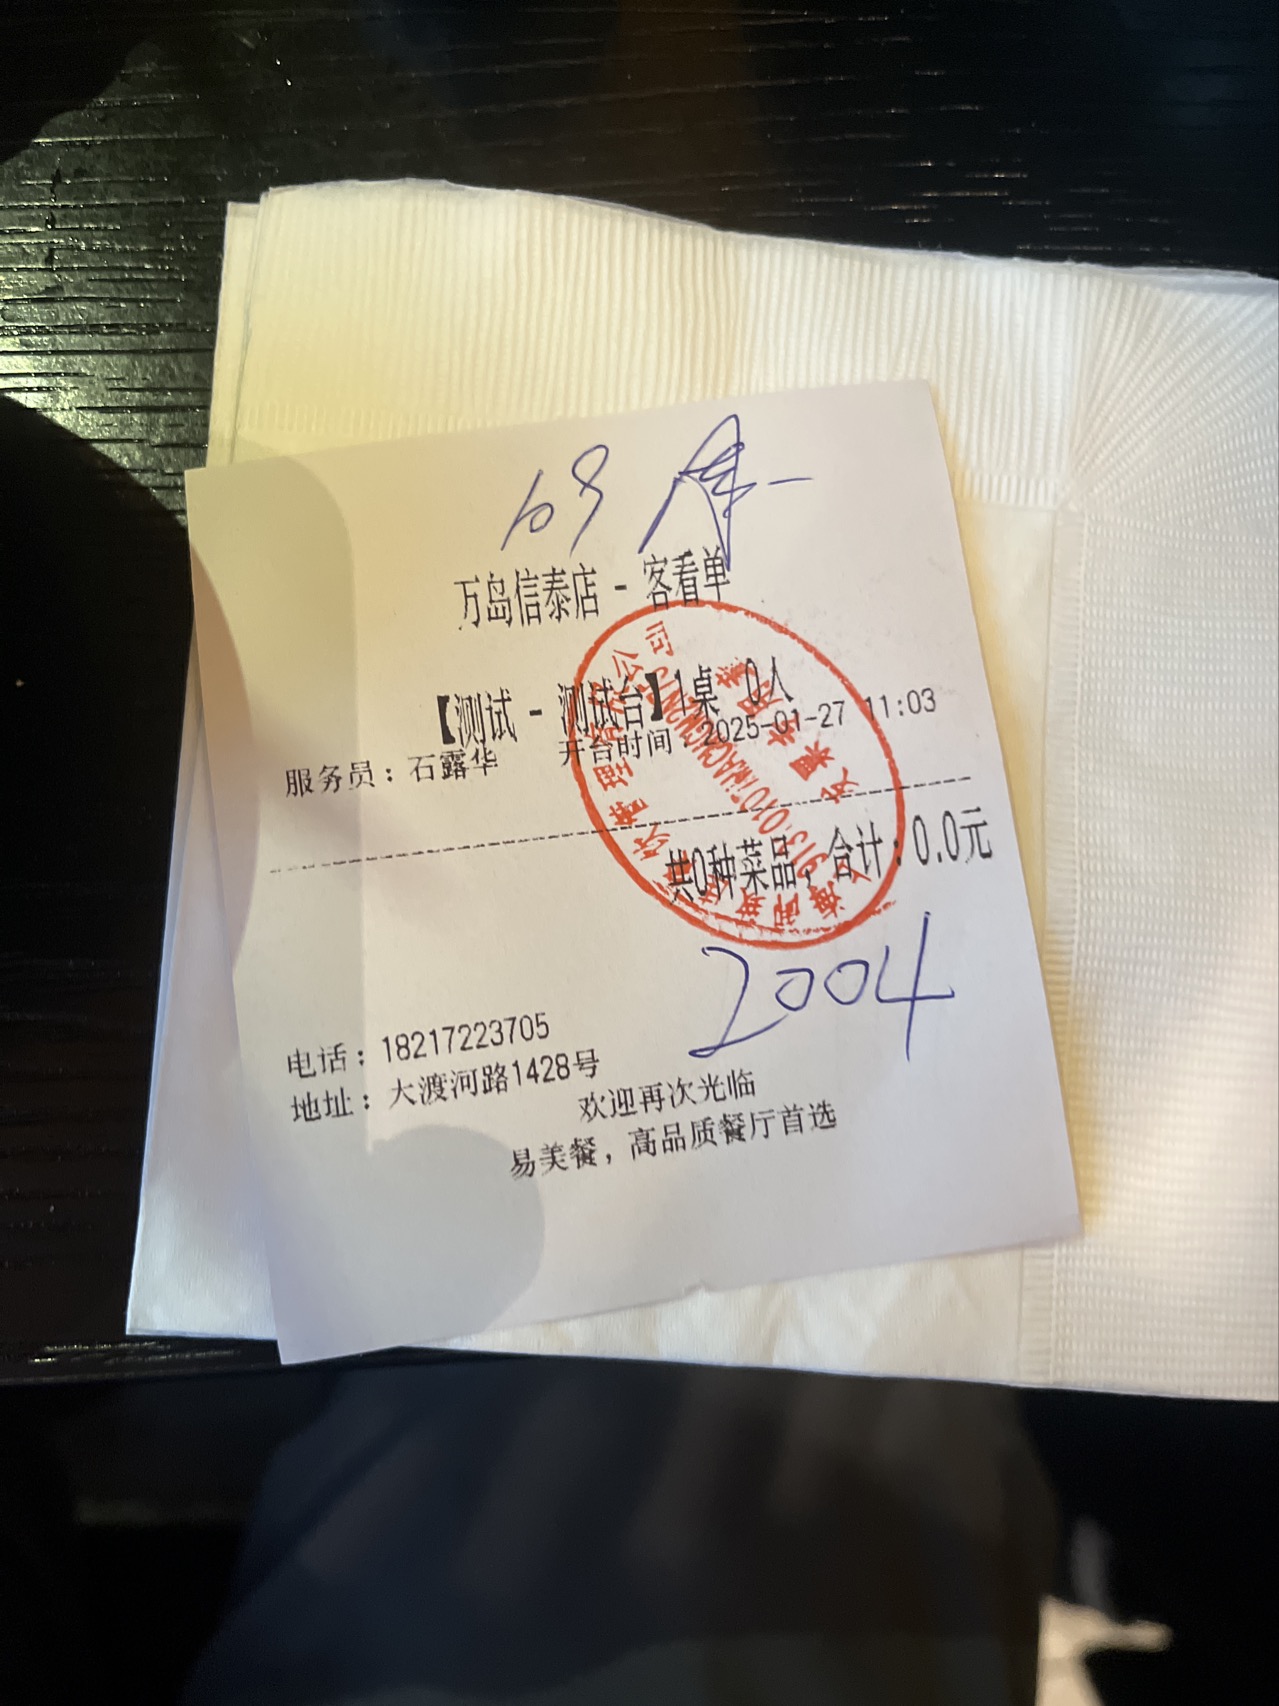 万岛信泰店 - 客看单
【测试 - 测试台】1桌 0人
服务员：石露华 开台时间：2025-01-27 11:03
共0种菜品，合计：0.0元
2004
电话：18217223705
地址：大渡河路1428号
欢迎再次光临
易美餐，高品质餐厅首选